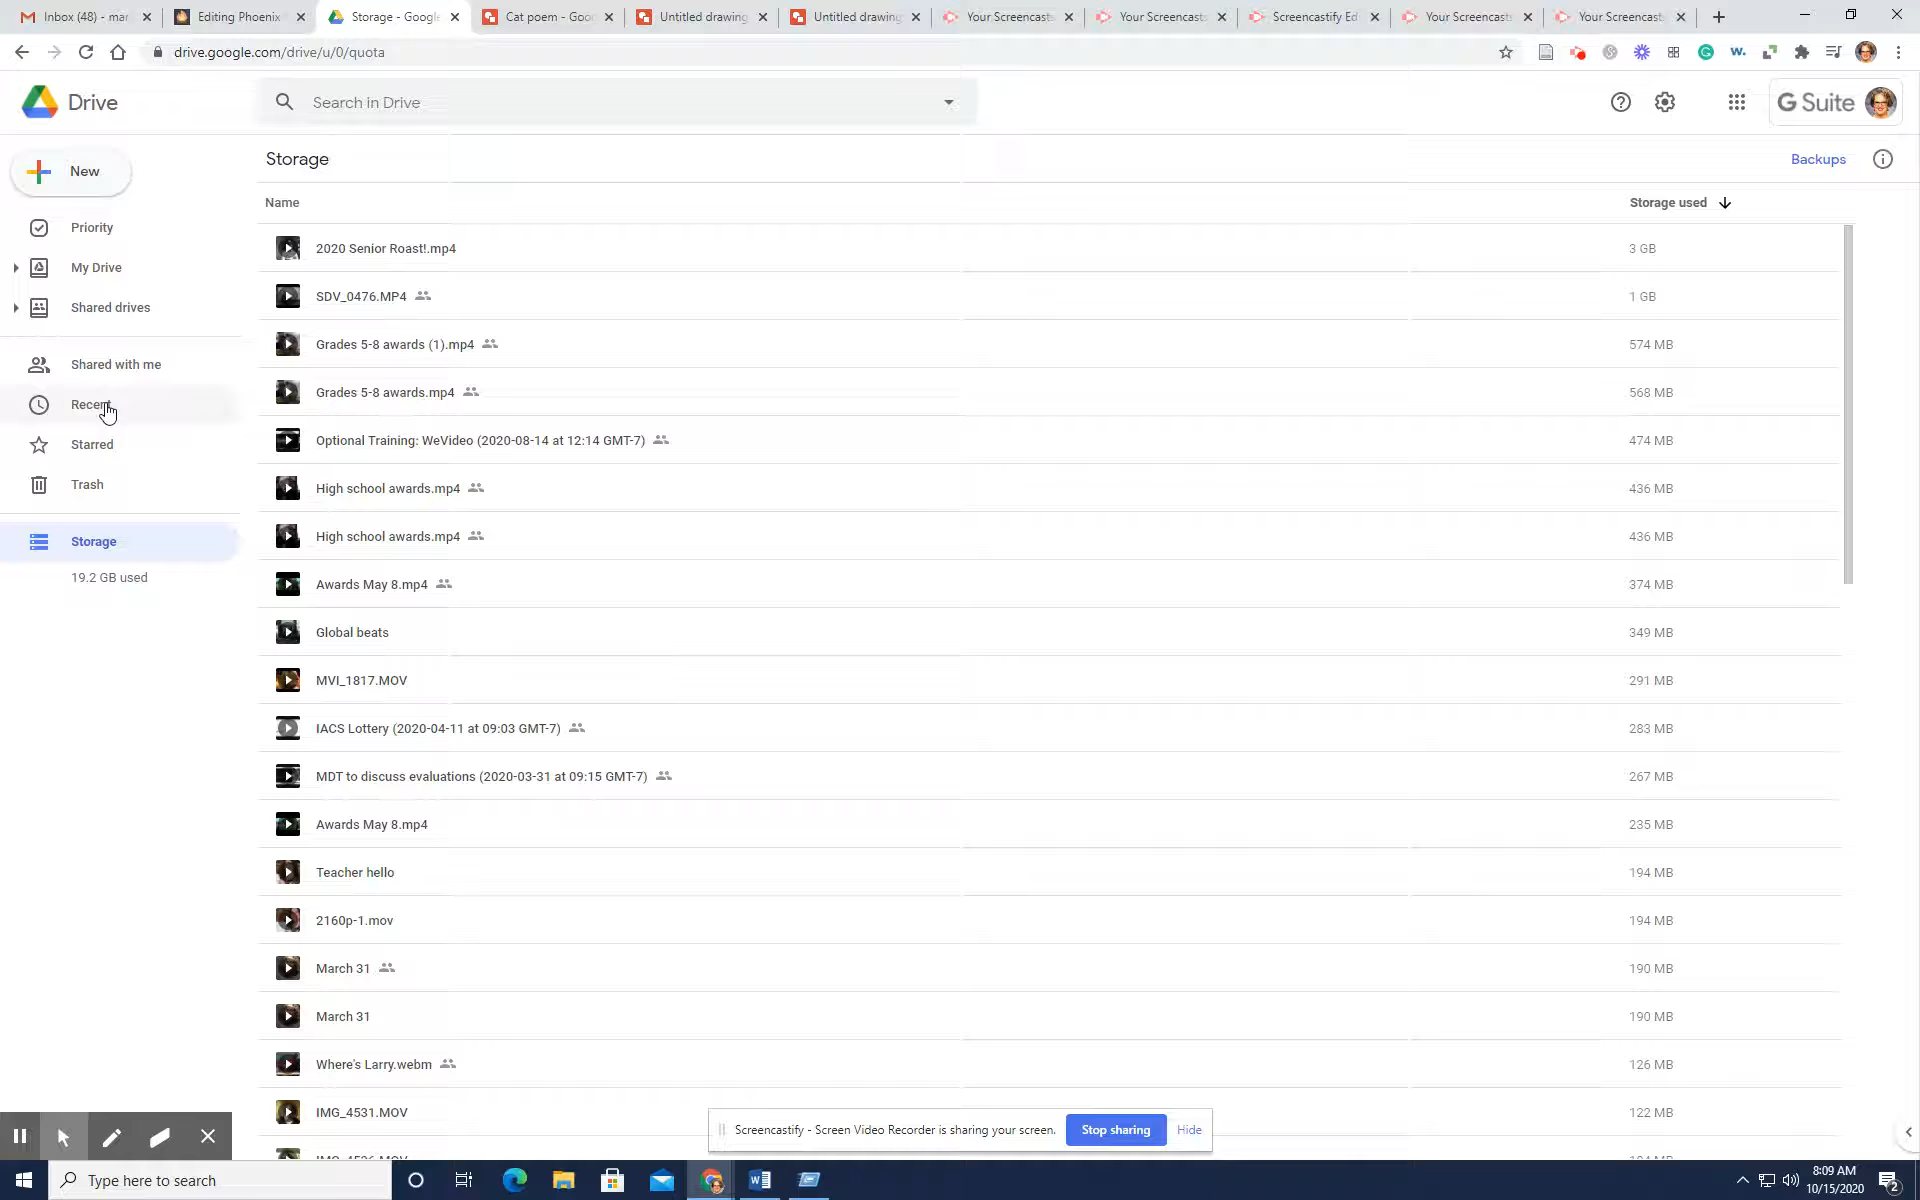 Inbox (48) - mar
Editing Phoenix
Storage - Google
Cat poem - Goo
Untitled drawing
Untitled drawing
Your Screencast
Your Screencast
Screencastify Ed
Your Screencast
Your Screencast
drive.google.com/drive/u/0/quota
Drive
Search in Drive
G Suite
New
Priority
My Drive
Shared drives
Shared with me
Recent
Starred
Trash
Storage
19.2 GB used
Storage
Backups
Name
Storage used
2020 Senior Roast!.mp4
3 GB
SDV_0476.MP4
1 GB
Grades 5-8 awards (1).mp4
574 MB
Grades 5-8 awards.mp4
568 MB
Optional Training: WeVideo (2020-08-14 at 12:14 GMT-7)
474 MB
High school awards.mp4
436 MB
High school awards.mp4
436 MB
Awards May 8.mp4
374 MB
Global beats
349 MB
MVI_1817.MOV
291 MB
IACS Lottery (2020-04-11 at 09:03 GMT-7)
283 MB
MDT to discuss evaluations (2020-03-31 at 09:15 GMT-7)
267 MB
Awards May 8.mp4
235 MB
Teacher hello
194 MB
2160p-1.mov
194 MB
March 31
190 MB
March 31
190 MB
Where's Larry.webm
126 MB
IMG_4531.MOV
122 MB
Screencastify - Screen Video Recorder is sharing your screen.
Stop sharing
Hide
Type here to search
8:09 AM
10/15/2020
2